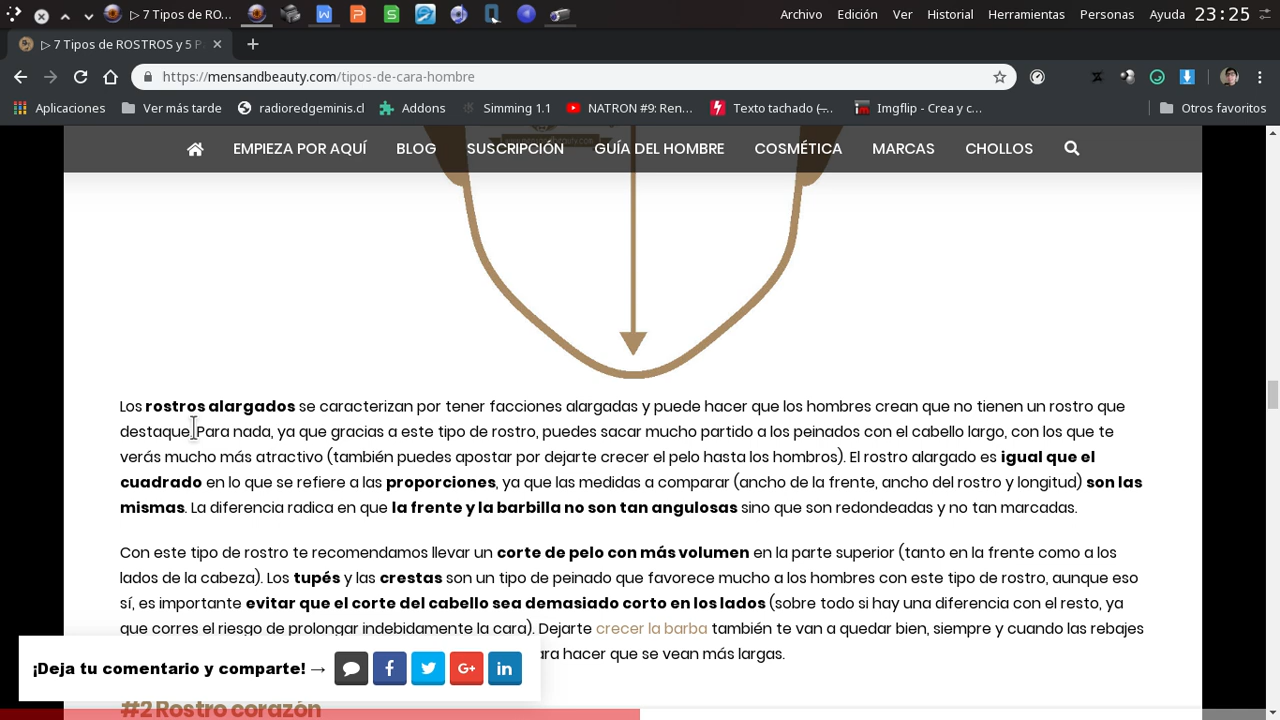 ▷ 7 Tipos de RO...
Archivo Edición Ver Historial Herramientas Personas Ayuda 23:25
▷ 7 Tipos de ROSTROS y 5 P
https://mensandbeauty.com/tipos-de-cara-hombre
Aplicaciones Ver más tarde radioredgeminis.cl Addons Simming 1.1 NATRON #9: Ren... Texto tachado (... Imgflip - Crea y c... Otros favoritos
EMPIEZA POR AQUÍ BLOG SUSCRIPCIÓN GUÍA DEL HOMBRE COSMÉTICA MARCAS CHOLLOS
Los rostros alargados se caracterizan por tener facciones alargadas y puede hacer que los hombres crean que no tienen un rostro que
destaque. Para nada, ya que gracias a este tipo de rostro, puedes sacar mucho partido a los peinados con el cabello largo, con los que te
verás mucho más atractivo (también puedes apostar por dejarte crecer el pelo hasta los hombros). El rostro alargado es igual que el
cuadrado en lo que se refiere a las proporciones, ya que las medidas a comparar (ancho de la frente, ancho del rostro y longitud) son las
mismas. La diferencia radica en que la frente y la barbilla no son tan angulosas sino que son redondeadas y no tan marcadas.
Con este tipo de rostro te recomendamos llevar un corte de pelo con más volumen en la parte superior (tanto en la frente como a los
lados de la cabeza). Los tupés y las crestas son un tipo de peinado que favorece mucho a los hombres con este tipo de rostro, aunque eso
sí, es importante evitar que el corte del cabello sea demasiado corto en los lados (sobre todo si hay una diferencia con el resto, ya
que corres el riesgo de prolongar indebidamente la cara). Dejarte crecer la barba también te van a quedar bien, siempre y cuando las rebajes
ara hacer que se vean más largas.
¡Deja tu comentario y comparte! →
#2 Rostro corazón